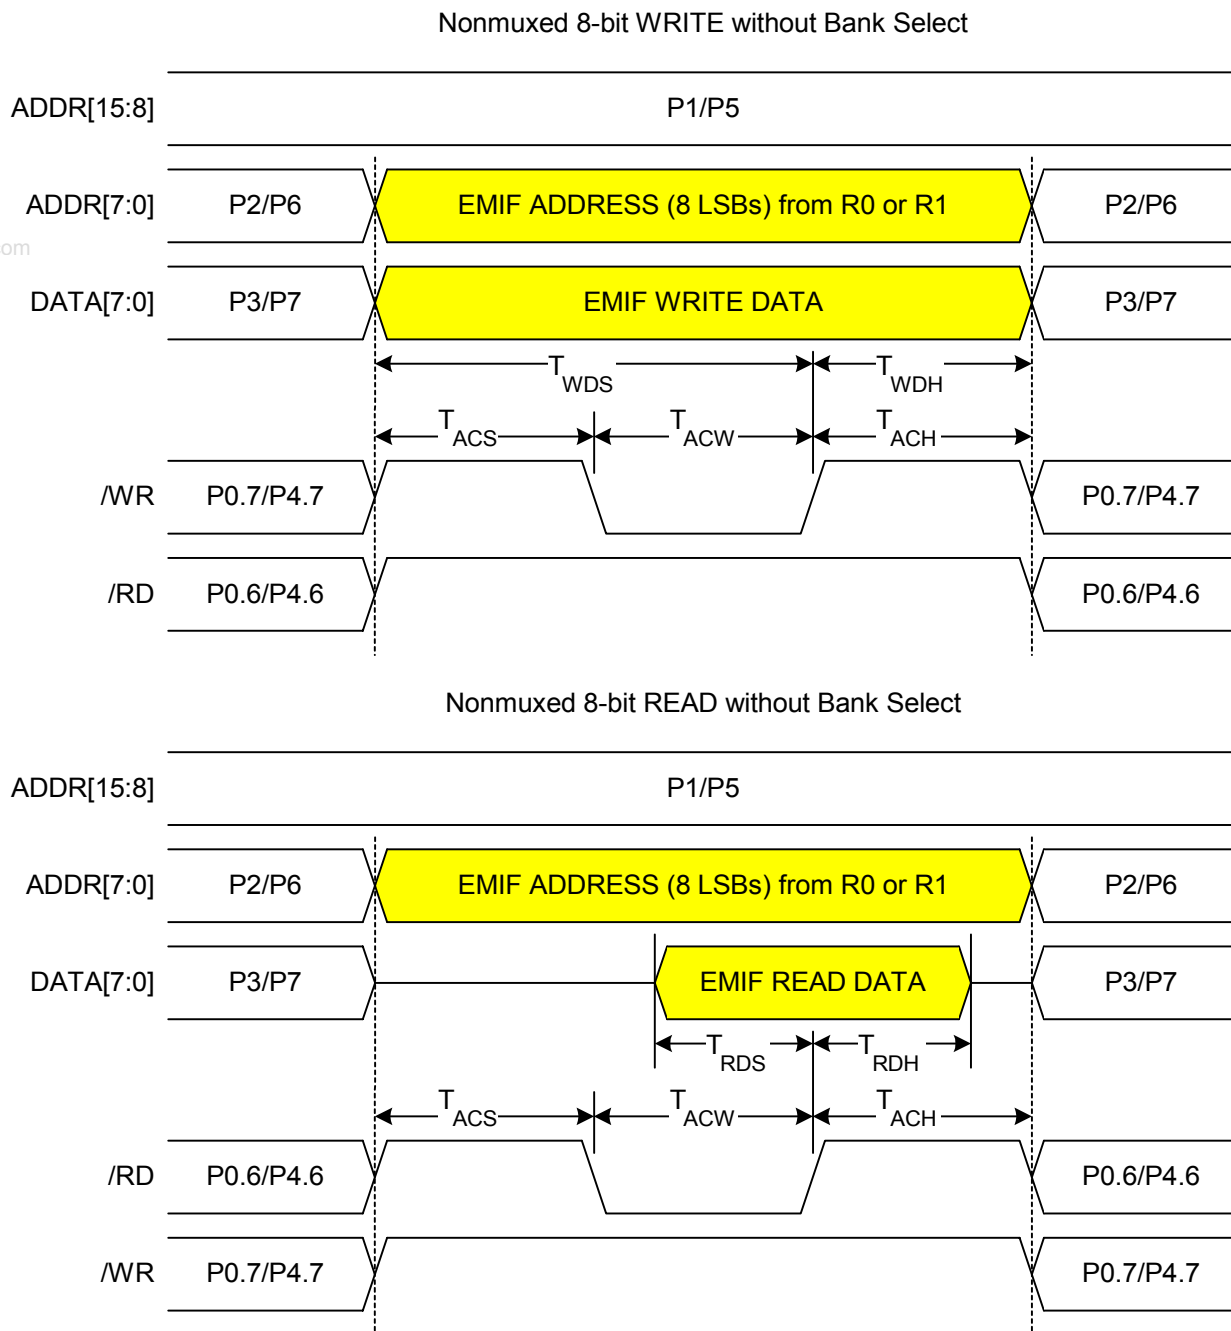 Nonmuxed 8-bit WRITE without Bank Select
ADDR[15:8] P1/P5
ADDR[7:0] P2/P6 EMIF ADDRESS (8 LSBs) from R0 or R1 P2/P6
om
DATA[7:0] P3/P7 EMIF WRITE DATA P3/P7
TWDS TWDH
TACS TACW TACH
/WR P0.7/P4.7 P0.7/P4.7
/RD P0.6/P4.6 P0.6/P4.6
Nonmuxed 8-bit READ without Bank Select
ADDR[15:8] P1/P5
ADDR[7:0] P2/P6 EMIF ADDRESS (8 LSBs) from R0 or R1 P2/P6
DATA[7:0] P3/P7 EMIF READ DATA P3/P7
TRDS TRDH
TACS TACW TACH
/RD P0.6/P4.6 P0.6/P4.6
/WR P0.7/P4.7 P0.7/P4.7